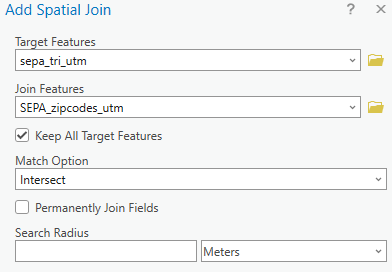 Add Spatial Join ? ×
Target Features
sepa_tri_utm
Join Features
SEPA_zipcodes_utm
Keep All Target Features
Match Option
Intersect
Permanently Join Fields
Search Radius
Meters